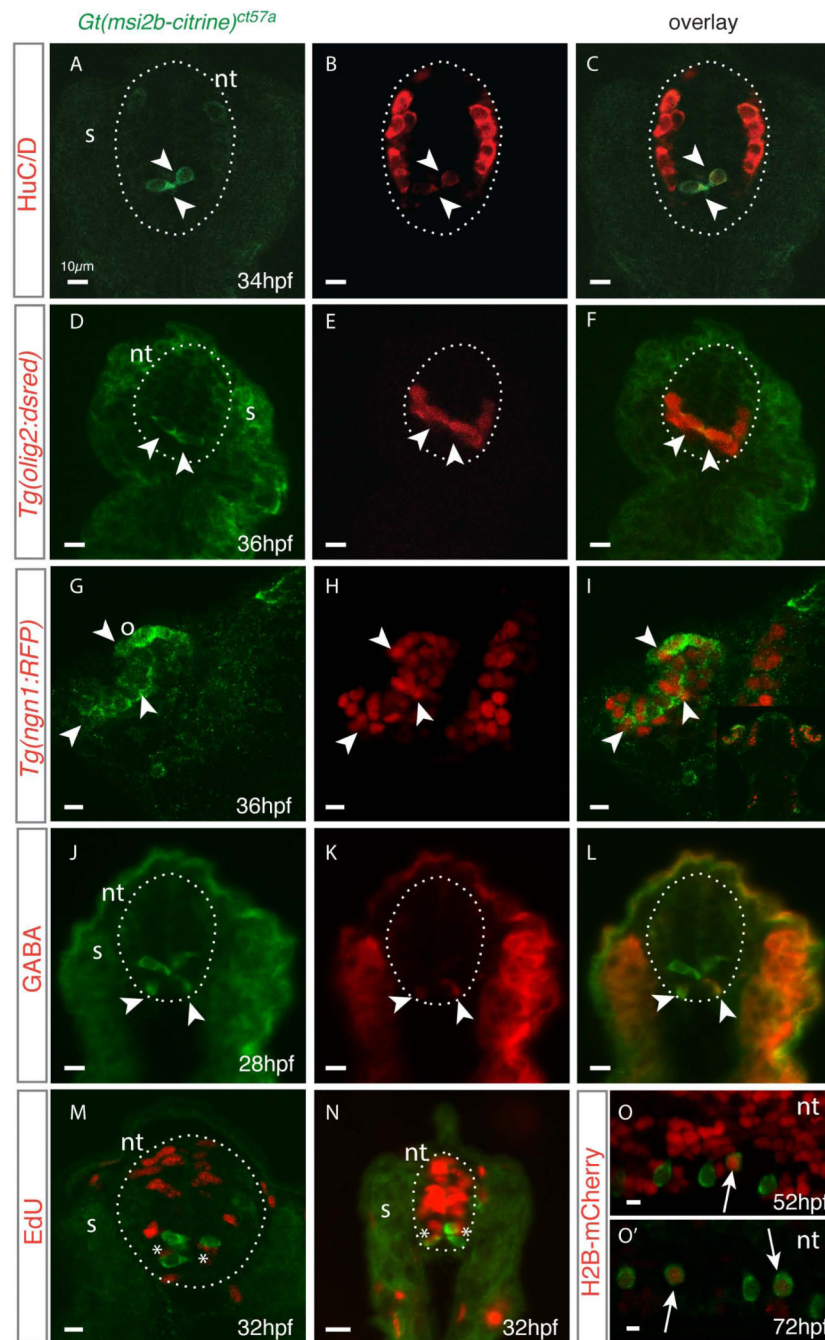 Gt(msi2b-citrine)ct57a
overlay
HuC/D
A
nt
s
10µm
34hpf
B
C
Tg(olig2:dsred)
D
nt
s
36hpf
E
F
Tg(ngn1:RFP)
G
o
36hpf
H
I
GABA
J
nt
s
28hpf
K
L
EdU
M
nt
s
* *
32hpf
N
nt
s
* *
32hpf
H2B-mCherry
O
nt
52hpf
O'
nt
72hpf